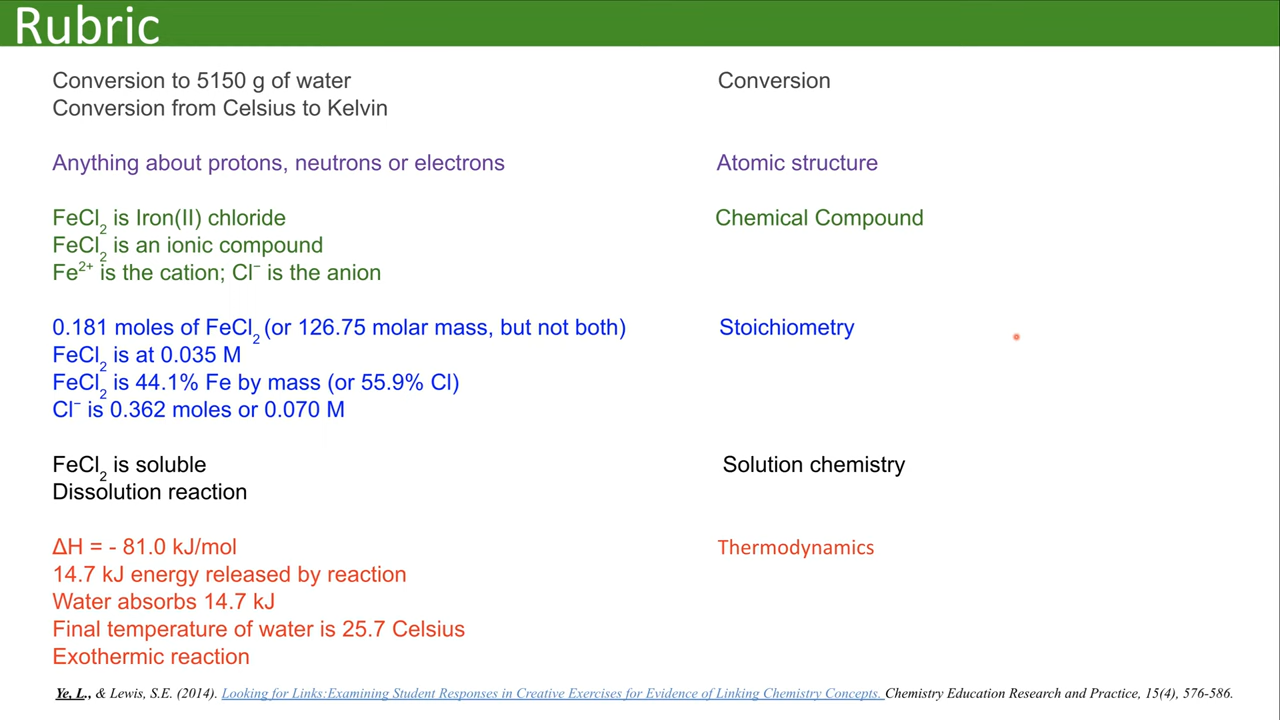 Rubric
Conversion to 5150 g of water
Conversion from Celsius to Kelvin
Conversion
Anything about protons, neutrons or electrons
Atomic structure
FeCl₂ is Iron(II) chloride
FeCl₂ is an ionic compound
Fe²⁺ is the cation; Cl⁻ is the anion
Chemical Compound
0.181 moles of FeCl₂ (or 126.75 molar mass, but not both)
FeCl₂ is at 0.035 M
FeCl₂ is 44.1% Fe by mass (or 55.9% Cl)
Cl⁻ is 0.362 moles or 0.070 M
Stoichiometry
FeCl₂ is soluble
Dissolution reaction
Solution chemistry
ΔH = - 81.0 kJ/mol
14.7 kJ energy released by reaction
Water absorbs 14.7 kJ
Final temperature of water is 25.7 Celsius
Exothermic reaction
Thermodynamics
Ye, L., & Lewis, S.E. (2014). Looking for Links:Examining Student Responses in Creative Exercises for Evidence of Linking Chemistry Concepts. Chemistry Education Research and Practice, 15(4), 576-586.